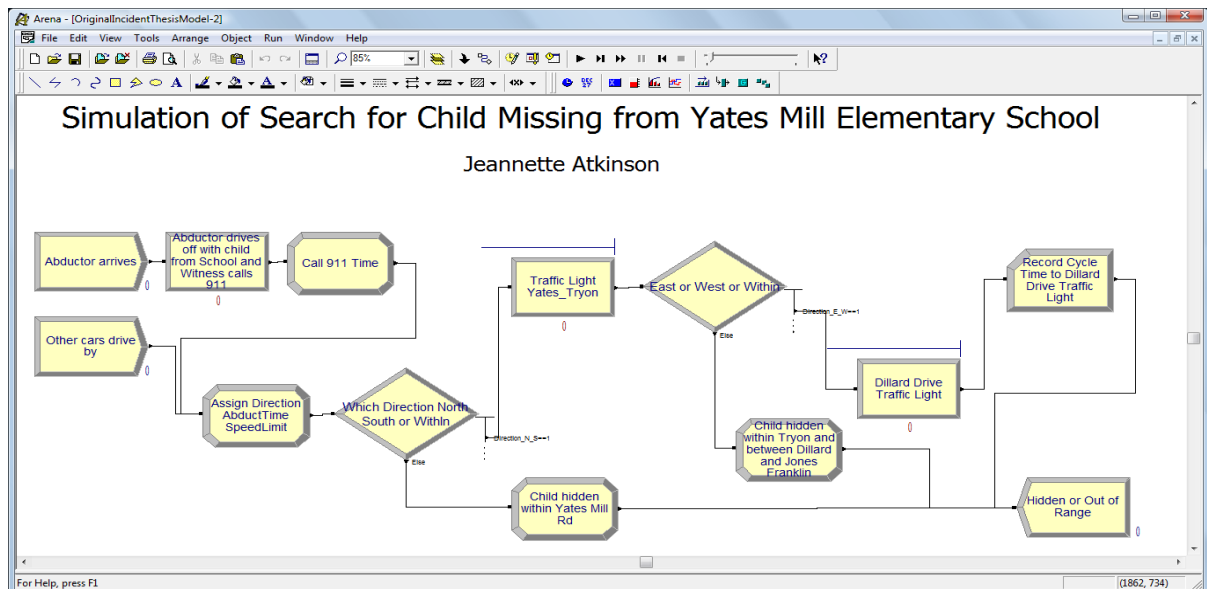 Arena - [OriginalIncidentThesisModel-2]
File Edit View Tools Arrange Object Run Window Help
85%
A
Simulation of Search for Child Missing from Yates Mill Elementary School
Jeannette Atkinson
Abductor arrives
0
Abductor drives
off with child
from School and
Witness calls
911
0
Call 911 Time
Other cars drive
by
0
Assign Direction
AbductTime
SpeedLimit
Which Direction North
South or WithIn
Direction_N_S==1
Else
Traffic Light
Yates_Tryon
0
East or West or Within
Direction_E_W==1
Else
Dillard Drive
Traffic Light
0
Record Cycle
Time to Dillard
Drive Traffic
Light
Child hidden
within Tryon and
between Dillard
and Jones
Franklin
Child hidden
within Yates Mill
Rd
Hidden or Out of
Range
0
For Help, press F1
(1862, 734)